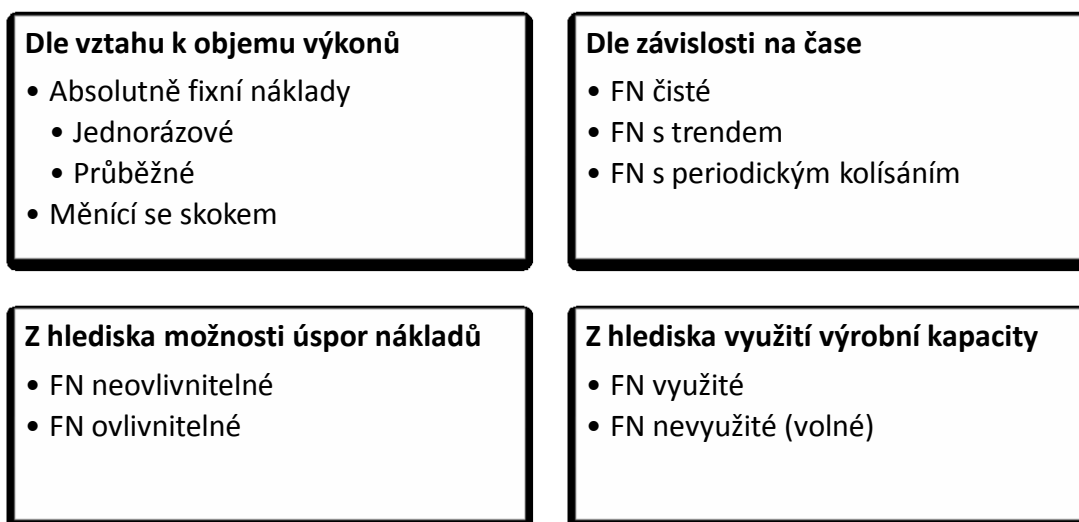 Dle vztahu k objemu výkonů
• Absolutně fixní náklady
• Jednorázové
• Průběžné
• Měnící se skokem
Dle závislosti na čase
• FN čisté
• FN s trendem
• FN s periodickým kolísáním
Z hlediska možnosti úspor nákladů
• FN neovlivnitelné
• FN ovlivnitelné
Z hlediska využití výrobní kapacity
• FN využité
• FN nevyužité (volné)